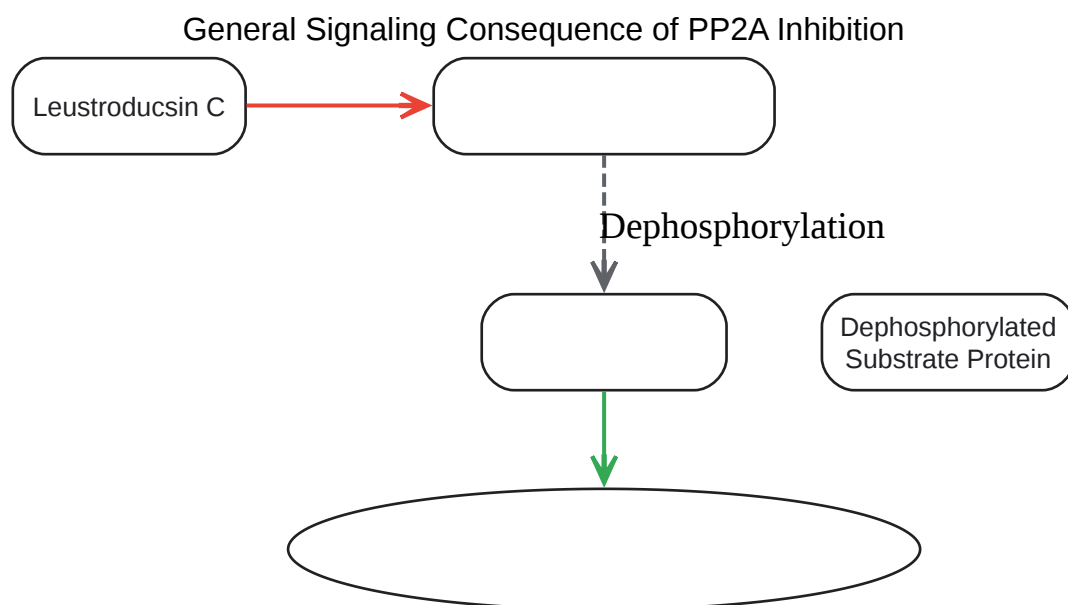 General Signaling Consequence of PP2A Inhibition
Leustroducsin C
Dephosphorylation
Dephosphorylated
Substrate Protein